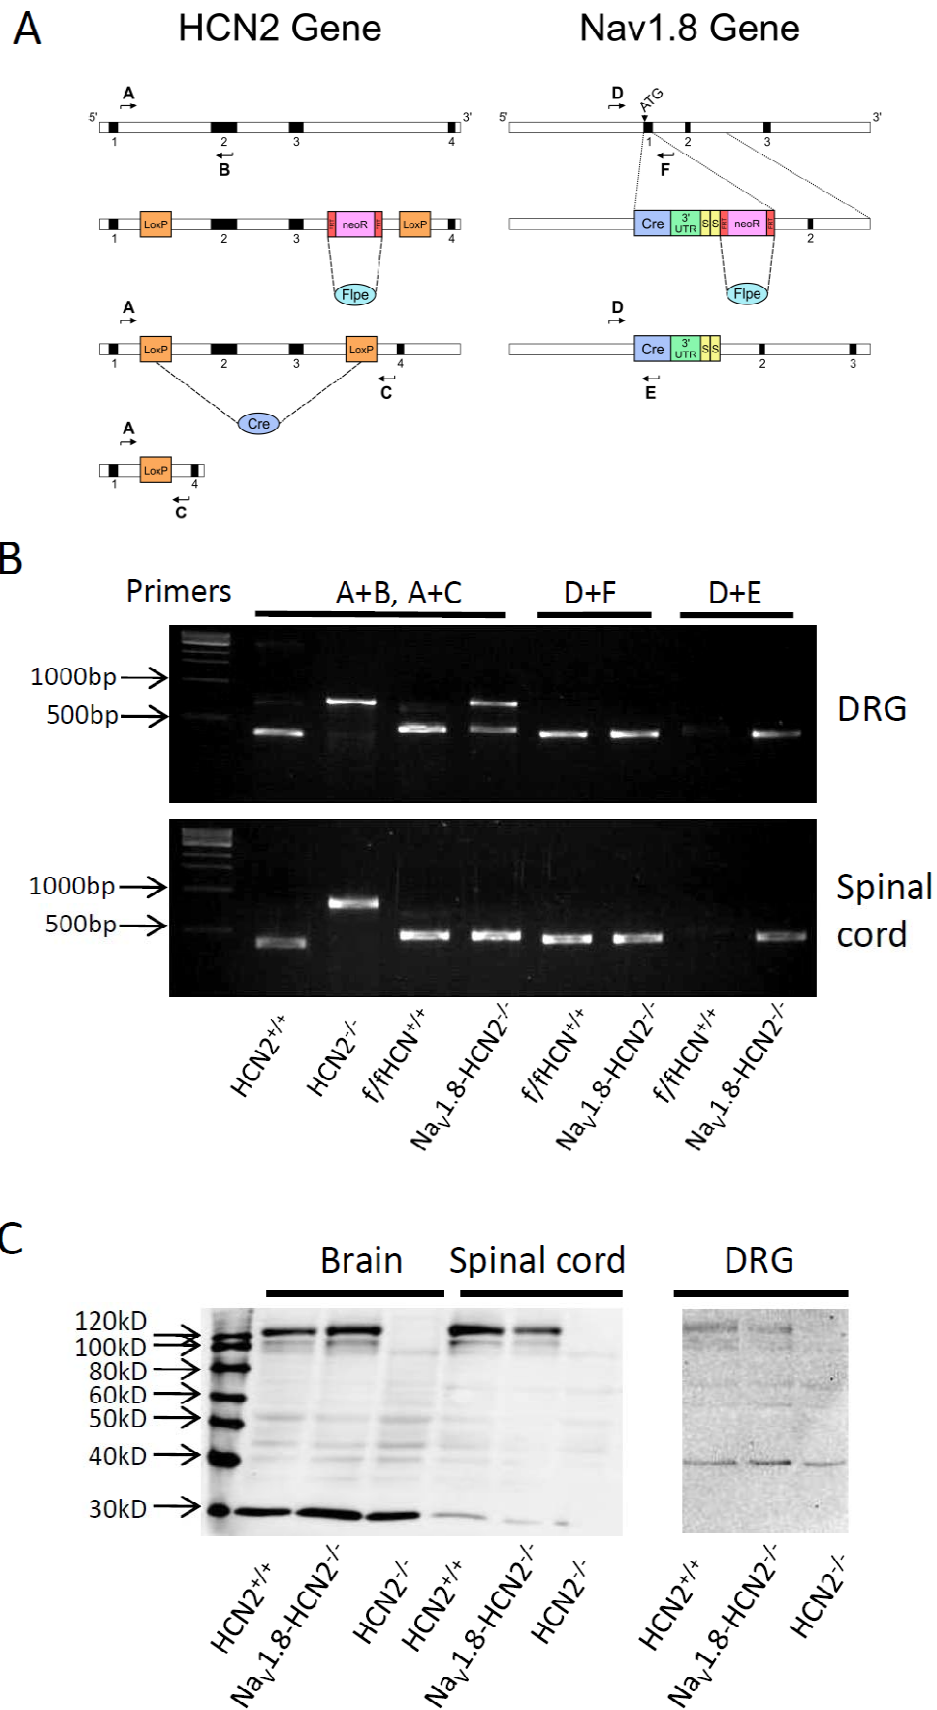 A
HCN2 Gene
Nav1.8 Gene
A
D
ATG
5'
3'
3'
1
2
3
4
1
2
3
B
F
LoxP
FRT
neoR
FRT
LoxP
Cre
3'
UTR
S
S
FRT
neoR
FRT
1
2
3
4
2
Flpe
Flpe
A
D
LoxP
LoxP
Cre
3'
UTR
S
S
1
2
3
4
2
3
C
E
Cre
A
LoxP
1
4
C
B
Primers
A+B, A+C
D+F
D+E
1000bp
500bp
DRG
1000bp
500bp
Spinal
cord
HCN2+/+
HCN2-/-
f/fHCN+/+
NaV1.8-HCN2-/-
f/fHCN+/+
NaV1.8-HCN2-/-
f/fHCN+/+
NaV1.8-HCN2-/-
C
Brain
Spinal cord
DRG
120kD
100kD
80kD
60kD
50kD
40kD
30kD
HCN2+/+
NaV1.8-HCN2-/-
HCN2-/-
HCN2+/+
NaV1.8-HCN2-/-
HCN2-/-
HCN2+/+
NaV1.8-HCN2-/-
HCN2-/-